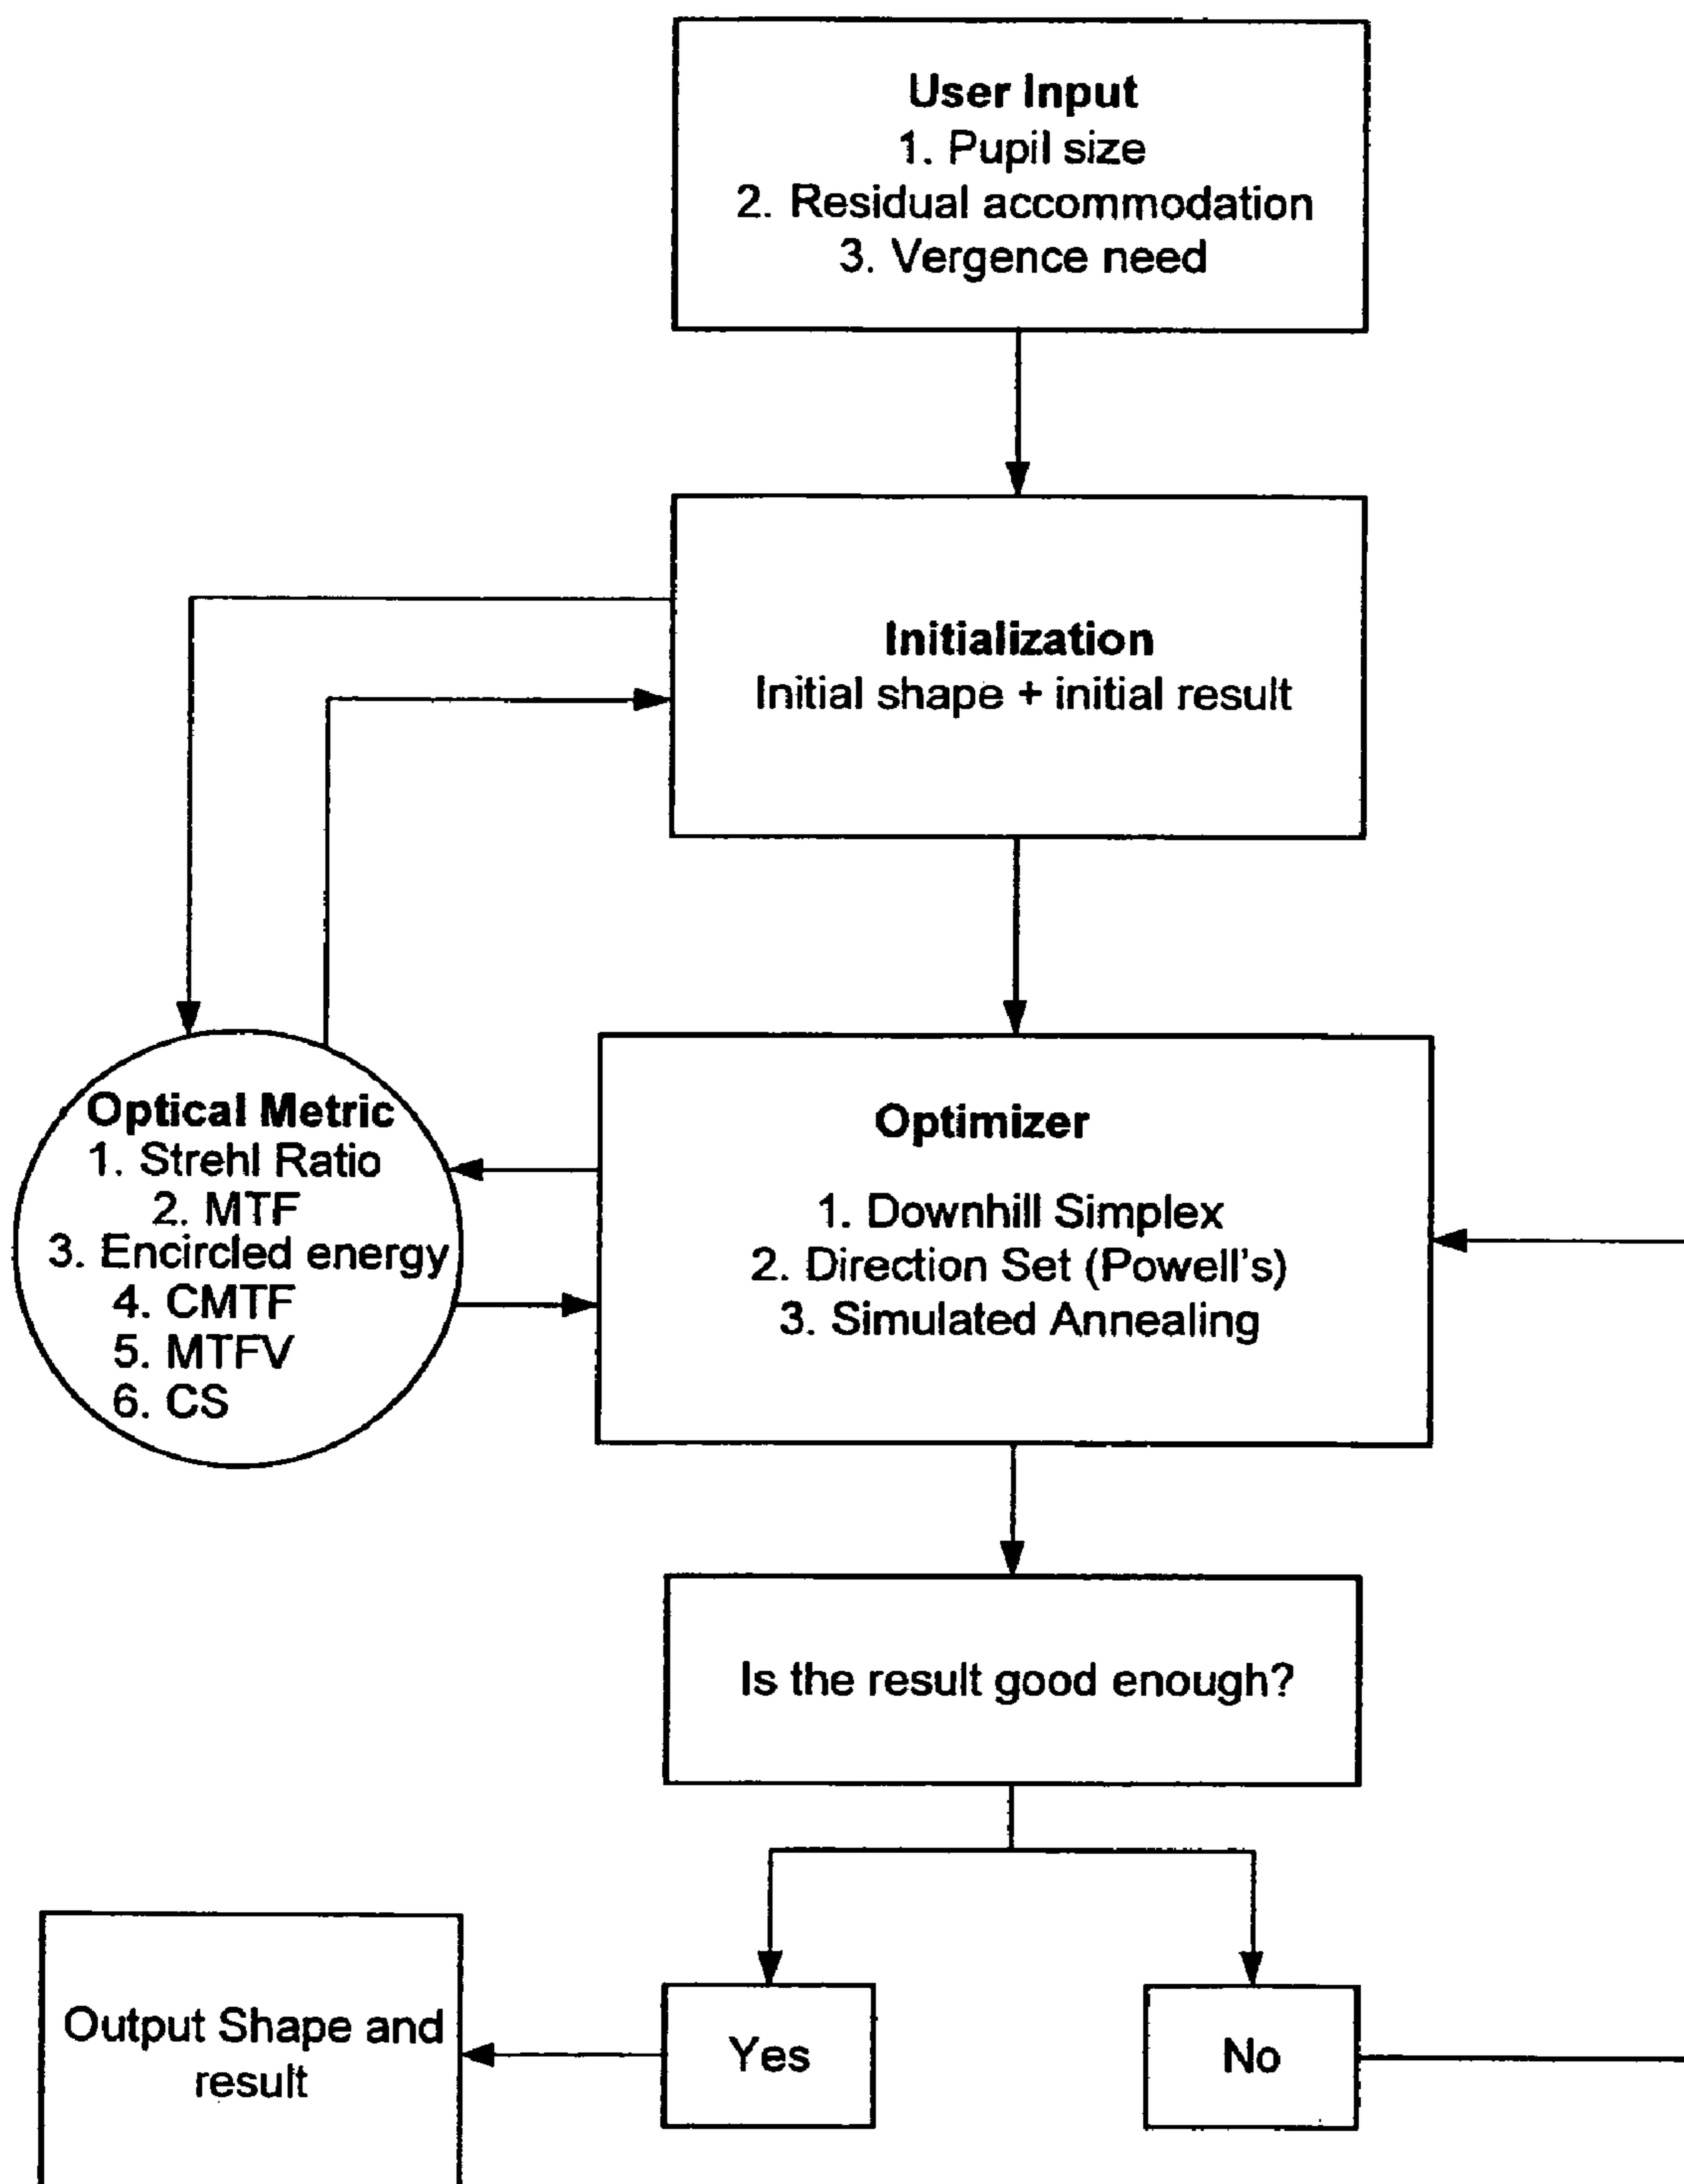 User Input
1. Pupil size
2. Residual accommodation
3. Vergence need
Initialization
Initial shape + initial result
Optical Metric
1. Strehl Ratio
2. MTF
3. Encircled energy
4. CMTF
5. MTFV
6. CS
Optimizer
1. Downhill Simplex
2. Direction Set (Powell's)
3. Simulated Annealing
Is the result good enough?
Output Shape and
result
Yes
No